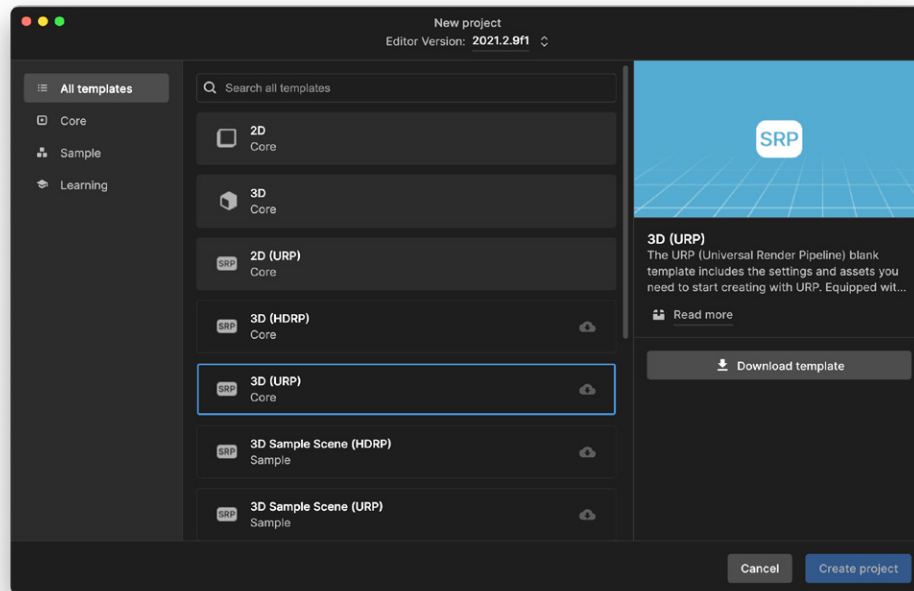 New project
Editor Version: 2021.2.9f1
All templates
Core
Sample
Learning
Search all templates
2D
Core
3D
Core
SRP
2D (URP)
Core
SRP
3D (HDRP)
Core
SRP
3D (URP)
Core
SRP
3D Sample Scene (HDRP)
Sample
SRP
3D Sample Scene (URP)
Sample
SRP
3D (URP)
The URP (Universal Render Pipeline) blank
template includes the settings and assets you
need to start creating with URP. Equipped wit...
Read more
Download template
Cancel
Create project